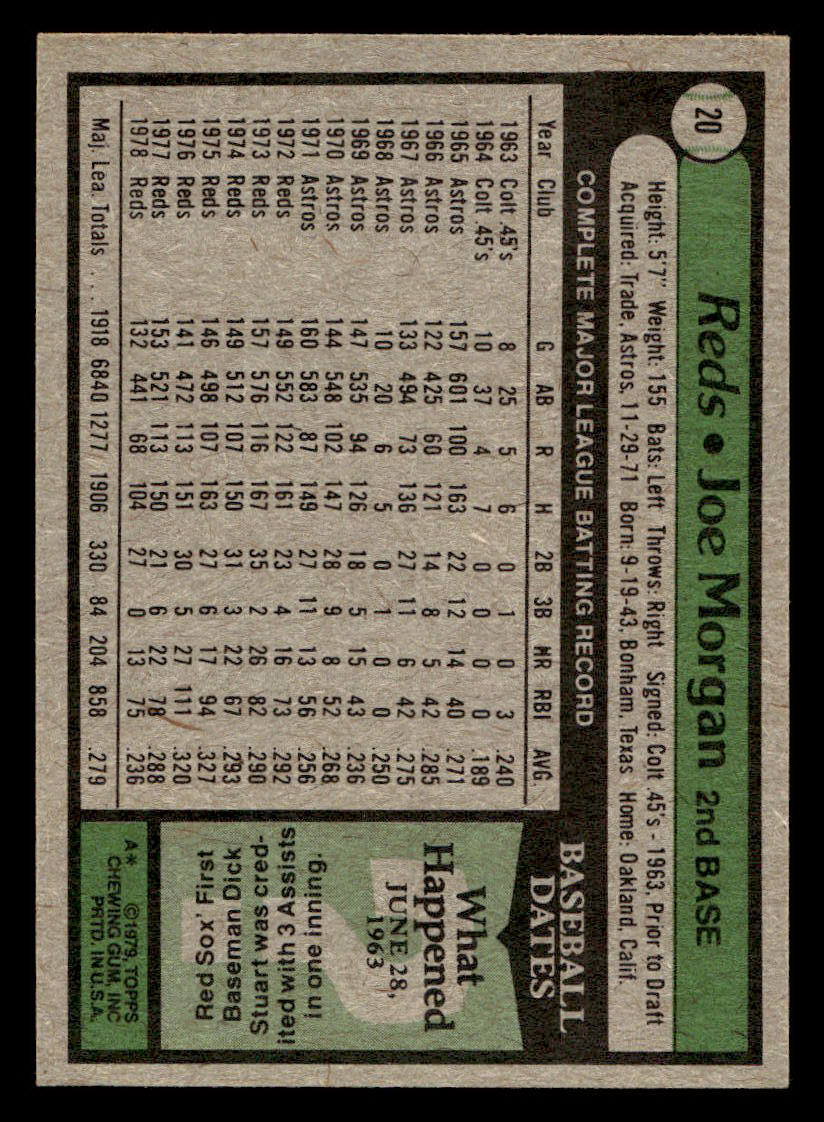 20
Reds • Joe Morgan 2nd BASE
Height: 5'7" Weight: 155 Bats: Left Throws: Right Signed: Colt 45's - 1963, Prior to Draft
Acquired: Trade, Astros, 11-29-71 Born: 9-19-43, Bonham, Texas Home: Oakland, Calif.
COMPLETE MAJOR LEAGUE BATTING RECORD
Year Club G AB R H 2B 3B HR RBI AVG.
1963 Colt .45's 8 25 5 6 0 1 0 3 .240
1964 Colt 45's 10 37 4 7 0 0 0 0 .189
1965 Astros 157 601 100 163 22 12 14 40 .271
1966 Astros 122 425 60 121 14 8 5 42 .285
1967 Astros 133 494 73 136 27 11 6 42 .275
1968 Astros 10 20 6 5 0 1 0 0 .250
1969 Astros 147 535 94 126 18 5 15 43 .236
1970 Astros 144 548 102 147 28 9 8 52 .268
1971 Astros 160 583 87 149 27 11 13 56 .256
1972 Reds 149 552 122 161 23 4 16 73 .292
1973 Reds 157 576 116 167 35 2 26 82 .290
1974 Reds 149 512 107 150 31 3 22 67 .293
1975 Reds 146 498 107 163 27 6 17 94 .327
1976 Reds 141 472 113 151 30 5 27 111 .320
1977 Reds 153 521 113 150 21 6 22 78 .288
1978 Reds 132 441 68 104 27 0 13 75 .236
Maj. Lea. Totals . . . 1918 6840 1277 1906 330 84 204 858 .279
BASEBALL
DATES
What
Happened
JUNE 28,
1963
Red Sox' First
Baseman Dick
Stuart was cred-
ited with 3 Assists
in one inning.
A* ©1979, TOPPS
CHEWING GUM, INC
PRTD. IN U.S.A.